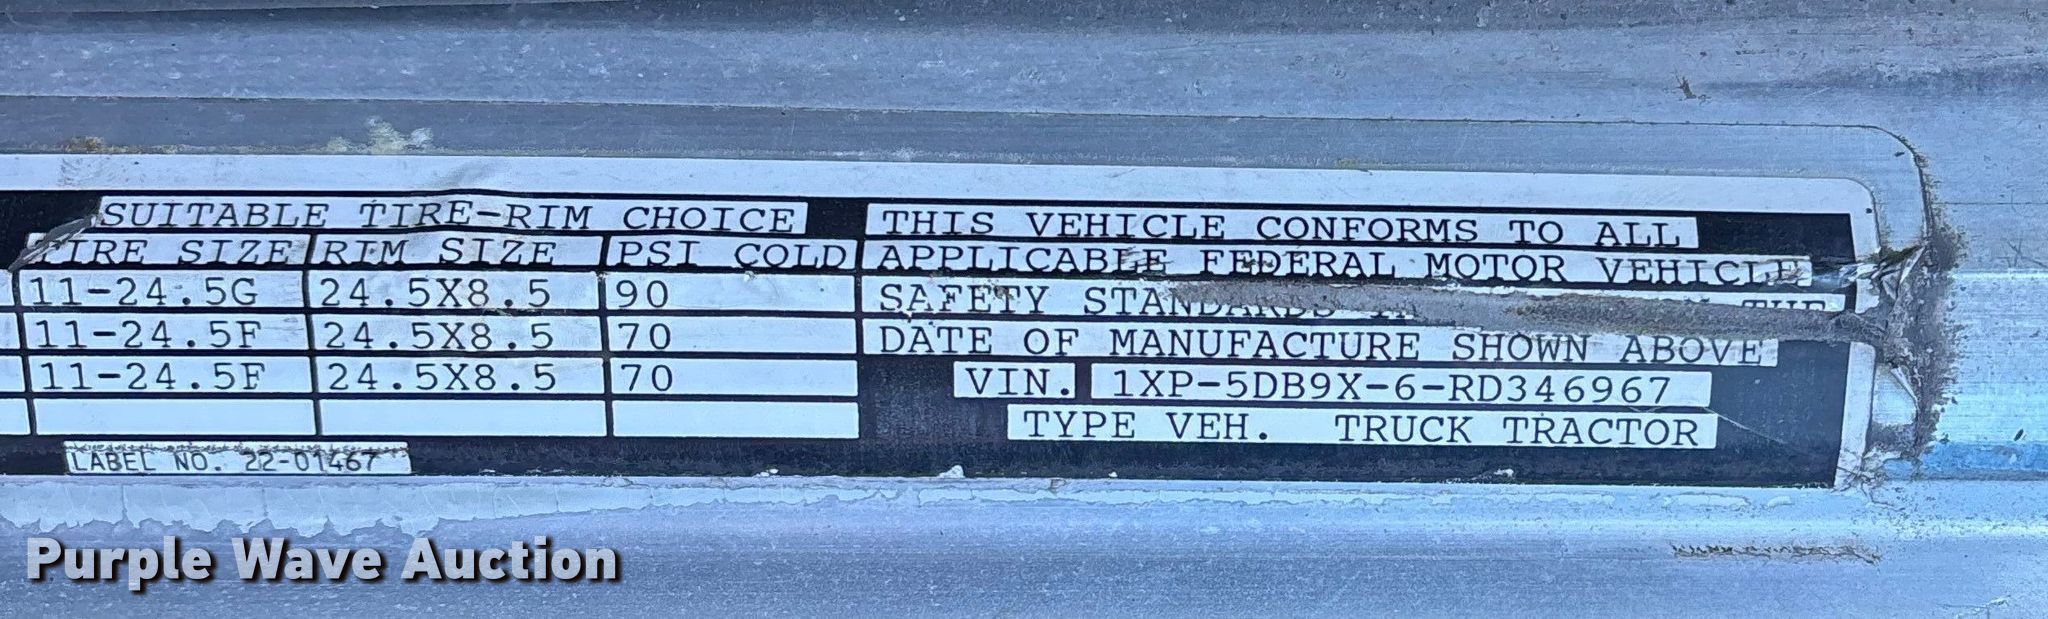 SUITABLE TIRE-RIM CHOICE
TIRE SIZE RIM SIZE PSI COLD
11-24.5G 24.5X8.5 90
11-24.5F 24.5X8.5 70
11-24.5F 24.5X8.5 70
LABEL NO. 22-01467
THIS VEHICLE CONFORMS TO ALL
APPLICABLE FEDERAL MOTOR VEHICLE
SAFETY STANDARDS THE
DATE OF MANUFACTURE SHOWN ABOVE
VIN. 1XP-5DB9X-6-RD346967
TYPE VEH. TRUCK TRACTOR
Purple Wave Auction